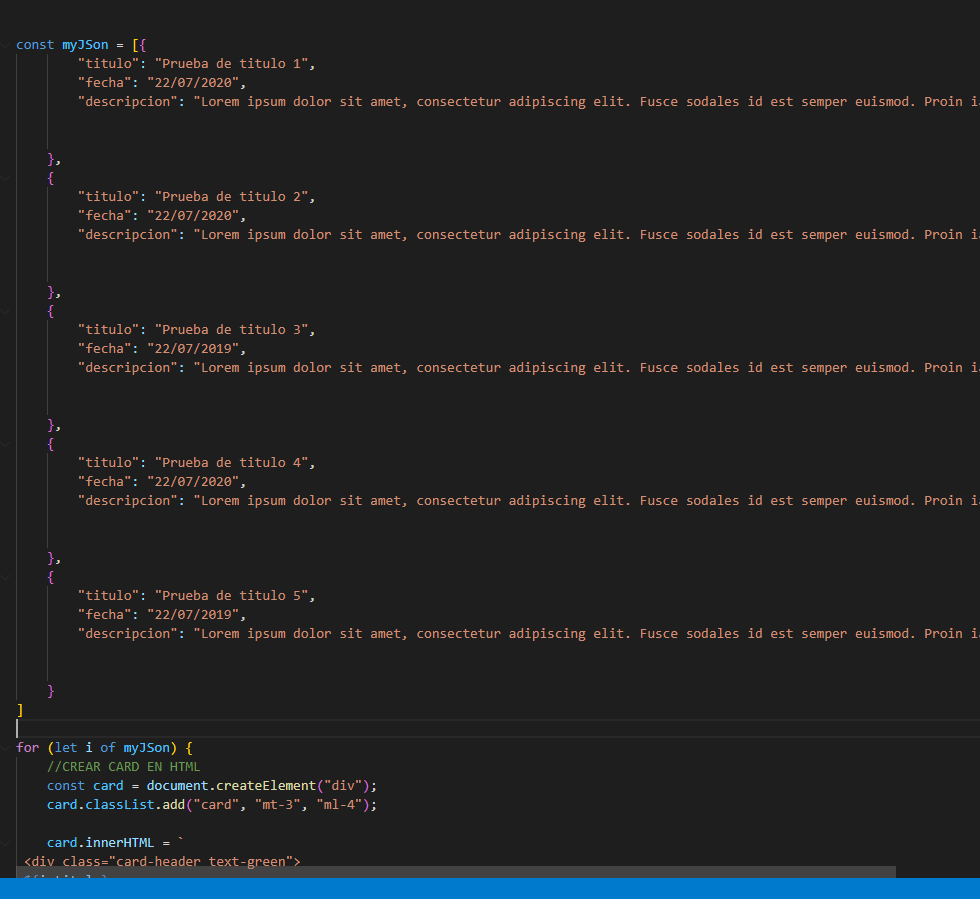 const myJSon = [{
"titulo": "Prueba de titulo 1",
"fecha": "22/07/2020",
"descripcion": "Lorem ipsum dolor sit amet, consectetur adipiscing elit. Fusce sodales id est semper euismod. Proin i
},
{
"titulo": "Prueba de titulo 2",
"fecha": "22/07/2020",
"descripcion": "Lorem ipsum dolor sit amet, consectetur adipiscing elit. Fusce sodales id est semper euismod. Proin i
},
{
"titulo": "Prueba de titulo 3",
"fecha": "22/07/2019",
"descripcion": "Lorem ipsum dolor sit amet, consectetur adipiscing elit. Fusce sodales id est semper euismod. Proin i
},
{
"titulo": "Prueba de titulo 4",
"fecha": "22/07/2020",
"descripcion": "Lorem ipsum dolor sit amet, consectetur adipiscing elit. Fusce sodales id est semper euismod. Proin i
},
{
"titulo": "Prueba de titulo 5",
"fecha": "22/07/2019",
"descripcion": "Lorem ipsum dolor sit amet, consectetur adipiscing elit. Fusce sodales id est semper euismod. Proin i
}
]
for (let i of myJSon) {
//CREAR CARD EN HTML
const card = document.createElement("div");
card.classList.add("card", "mt-3", "ml-4");
card.innerHTML = `
<div class="card-header text-green">